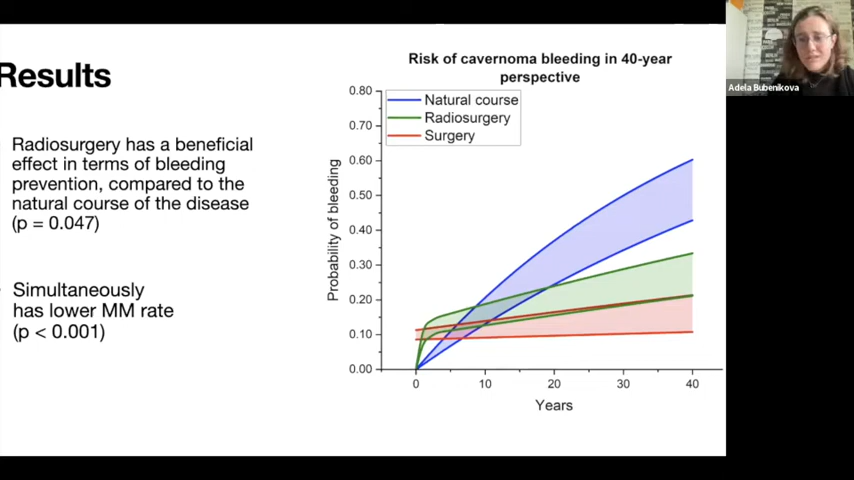 Results
Radiosurgery has a beneficial
effect in terms of bleeding
prevention, compared to the
natural course of the disease
(p = 0.047)
Simultaneously
has lower MM rate
(p < 0.001)
Risk of cavernoma bleeding in 40-year
perspective
Natural course
Radiosurgery
Surgery
Probability of bleeding
0.80
0.70
0.60
0.50
0.40
0.30
0.20
0.10
0.00
0 10 20 30 40
Years
Adela Bubenikova